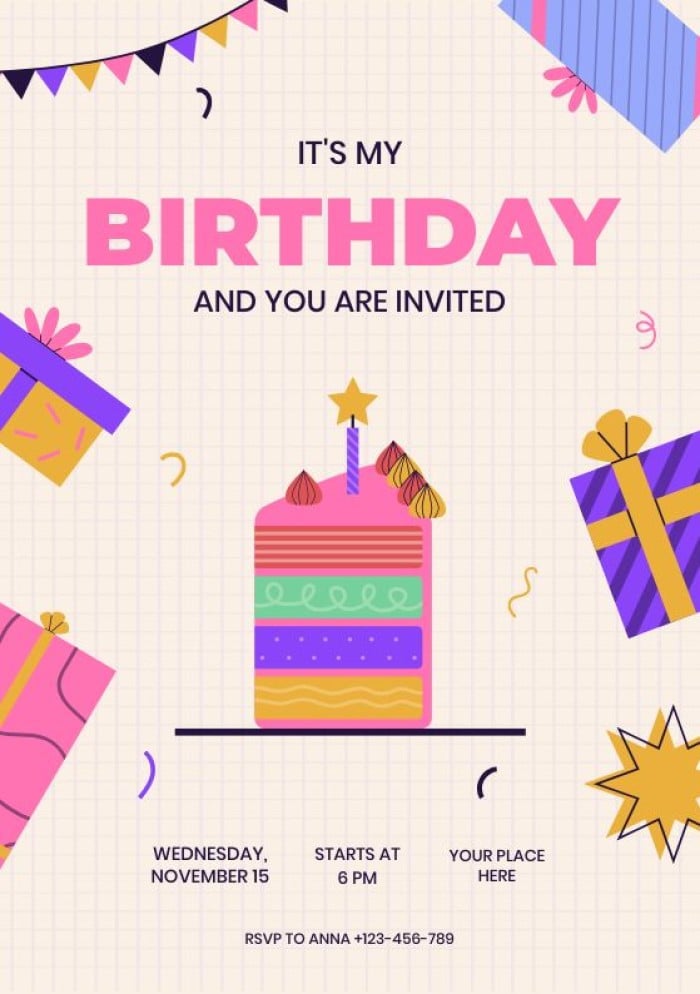 IT'S MY
BIRTHDAY
AND YOU ARE INVITED
WEDNESDAY,
NOVEMBER 15
STARTS AT
6 PM
YOUR PLACE
HERE
RSVP TO ANNA +123-456-789